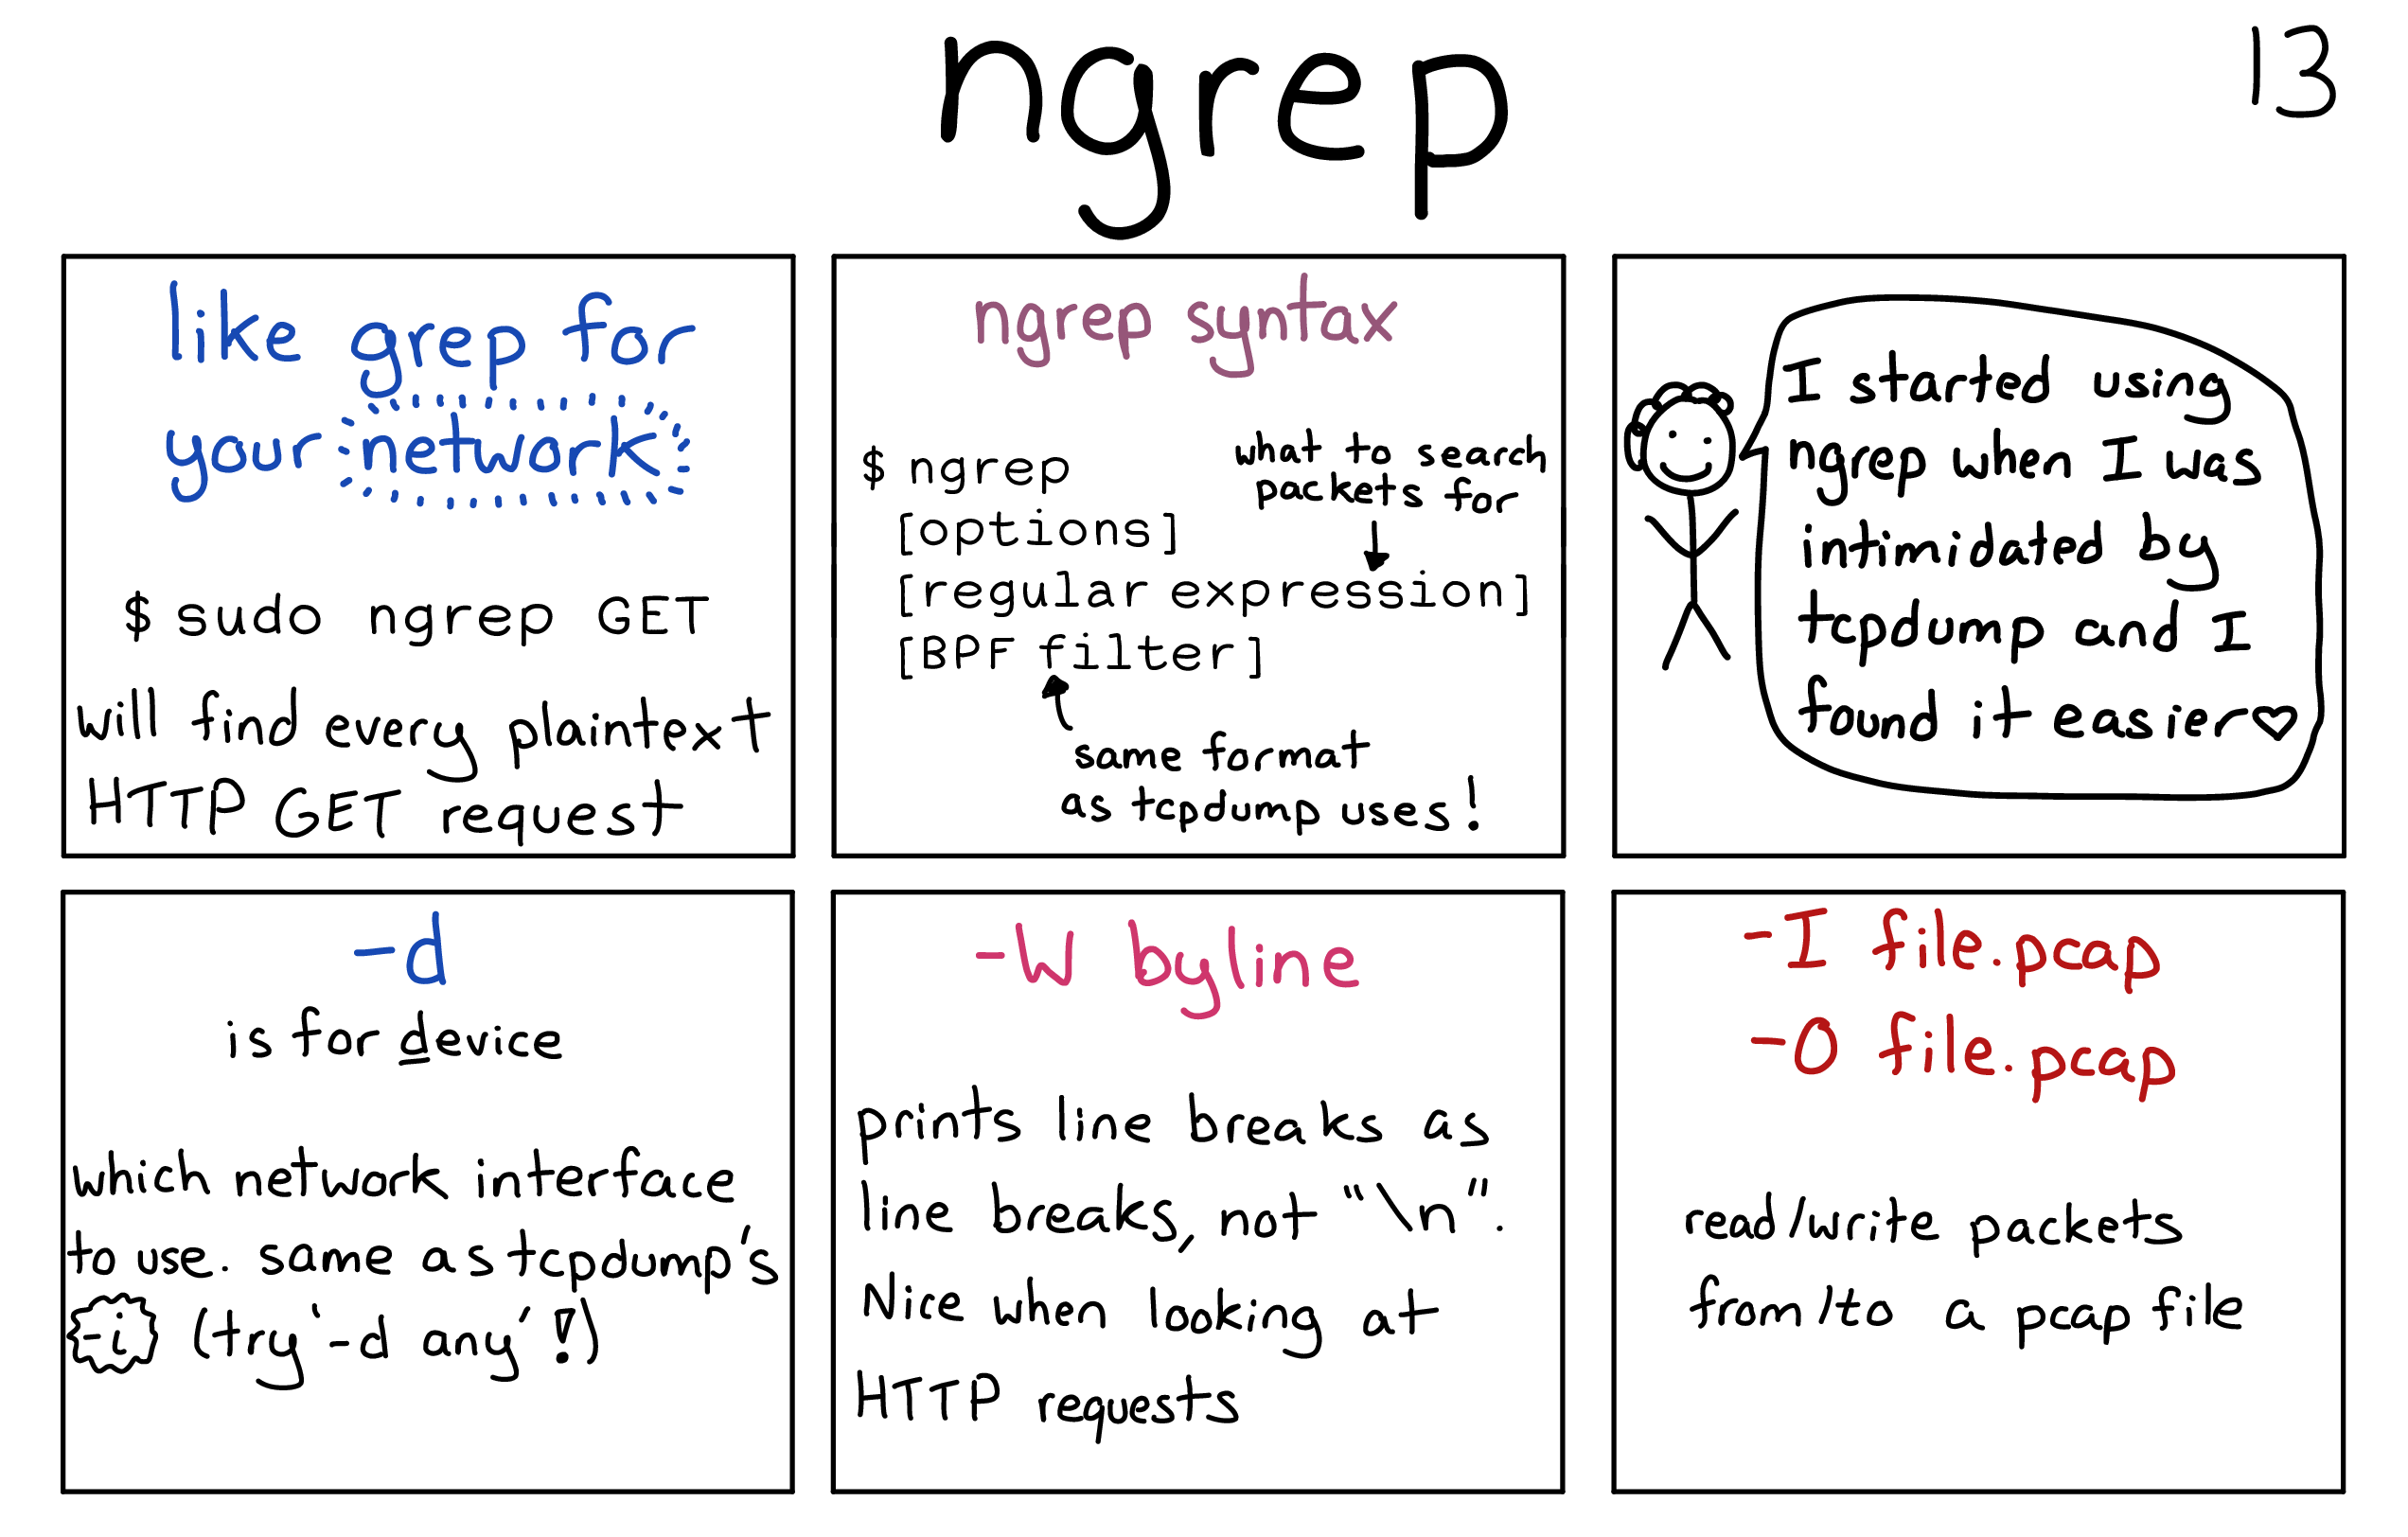 ngrep
13
like grep for
your network
$ sudo ngrep GET
will find every plaintext
HTTP GET request
ngrep syntax
$ ngrep
[options]
what to search
packets for
[regular expression]
[BPF filter]
same format
as tcpdump uses!
I started using
ngrep when I was
intimidated by
tcpdump and I
found it easier♡
-d
is for device
which network interface
to use. same as tcpdump's
-i (try '-d any'!)
-W byline
prints line breaks as
line breaks, not "\n".
Nice when looking at
HTTP requests
-I file.pcap
-O file.pcap
read/write packets
from/to a pcap file